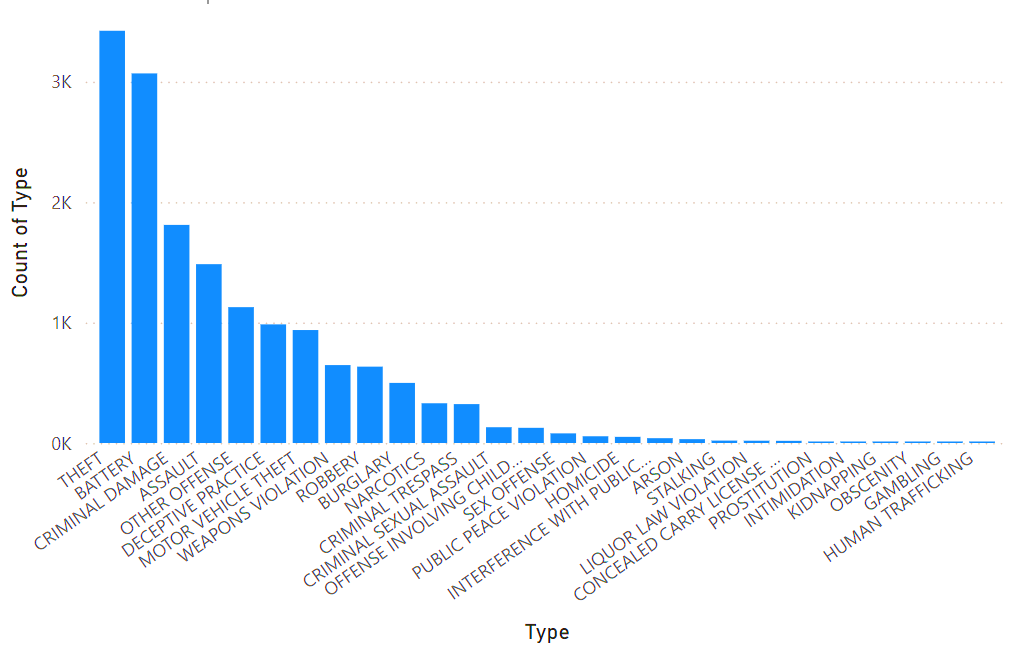 3K
2K
1K
0K
Count of Type
THEFT
BATTERY
CRIMINAL DAMAGE
ASSAULT
OTHER OFFENSE
DECEPTIVE PRACTICE
MOTOR VEHICLE THEFT
WEAPONS VIOLATION
ROBBERY
BURGLARY
NARCOTICS
CRIMINAL TRESPASS
CRIMINAL SEXUAL ASSAULT
OFFENSE INVOLVING CHILD...
SEX OFFENSE
PUBLIC PEACE VIOLATION
HOMICIDE
INTERFERENCE WITH PUBLIC...
ARSON
STALKING
LIQUOR LAW VIOLATION
CONCEALED CARRY LICENSE ...
PROSTITUTION
INTIMIDATION
KIDNAPPING
OBSCENITY
GAMBLING
HUMAN TRAFFICKING
Type